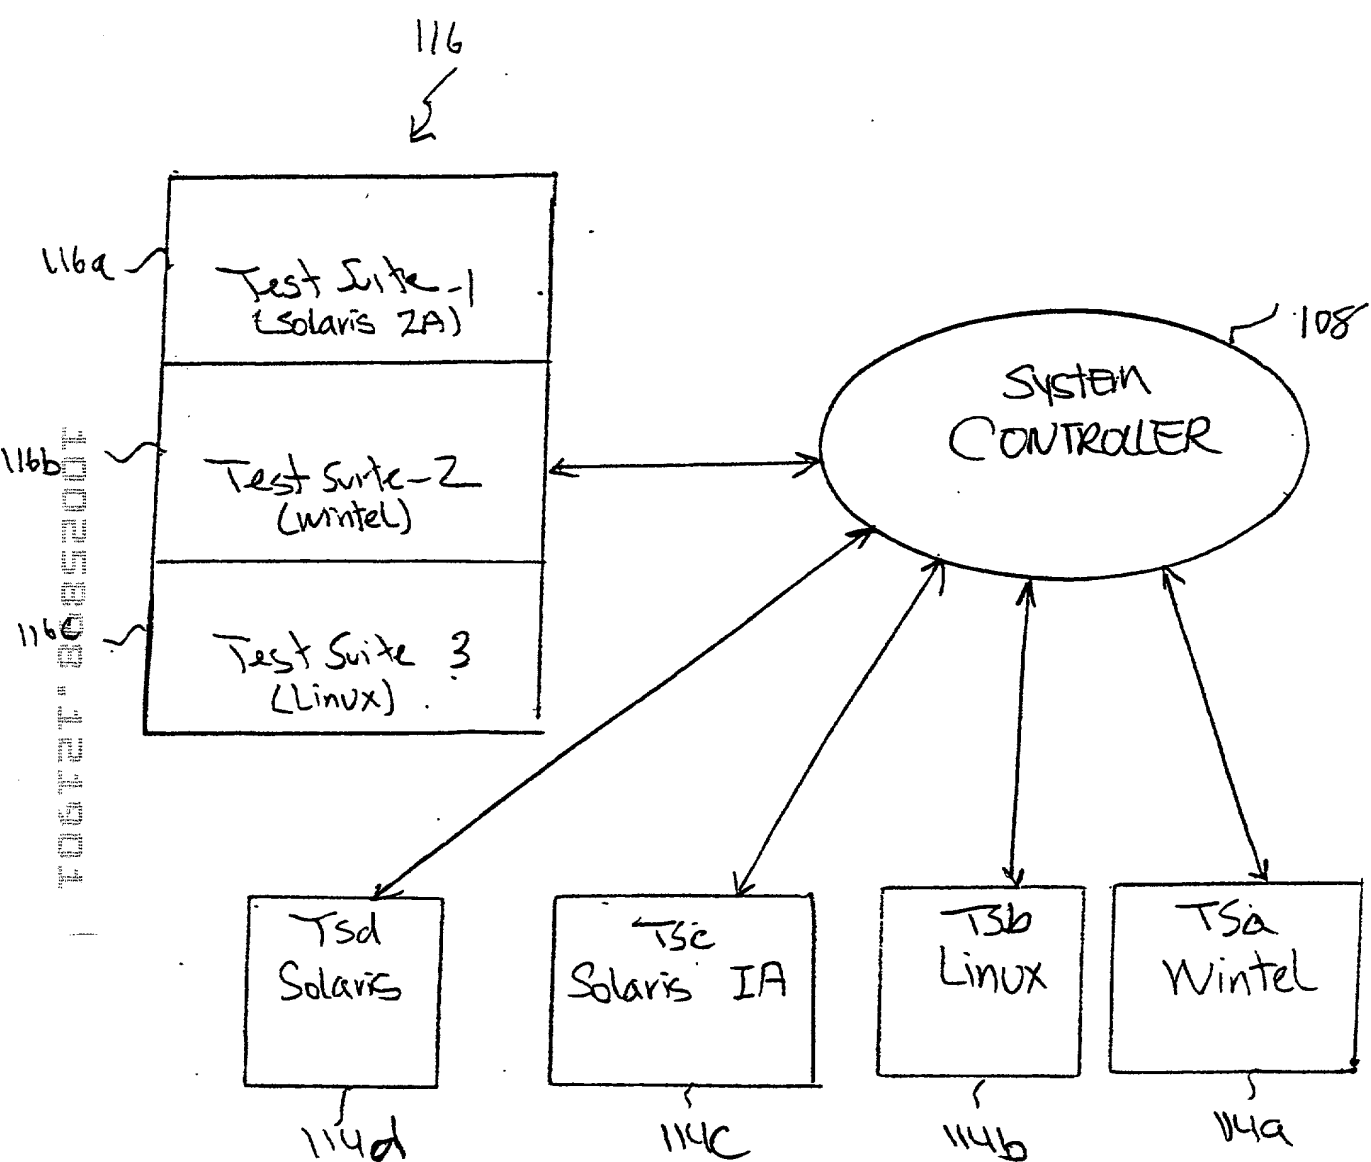 116
116a
Test Suite-1
(Solaris IA)
108
System
CONTROLLER
116b
Test Suite-2
(Wintel)
116c
Test Suite 3
(Linux)
TSd
Solaris
TSc
Solaris IA
TSb
Linux
TSa
Wintel
114d
114c
114b
114a